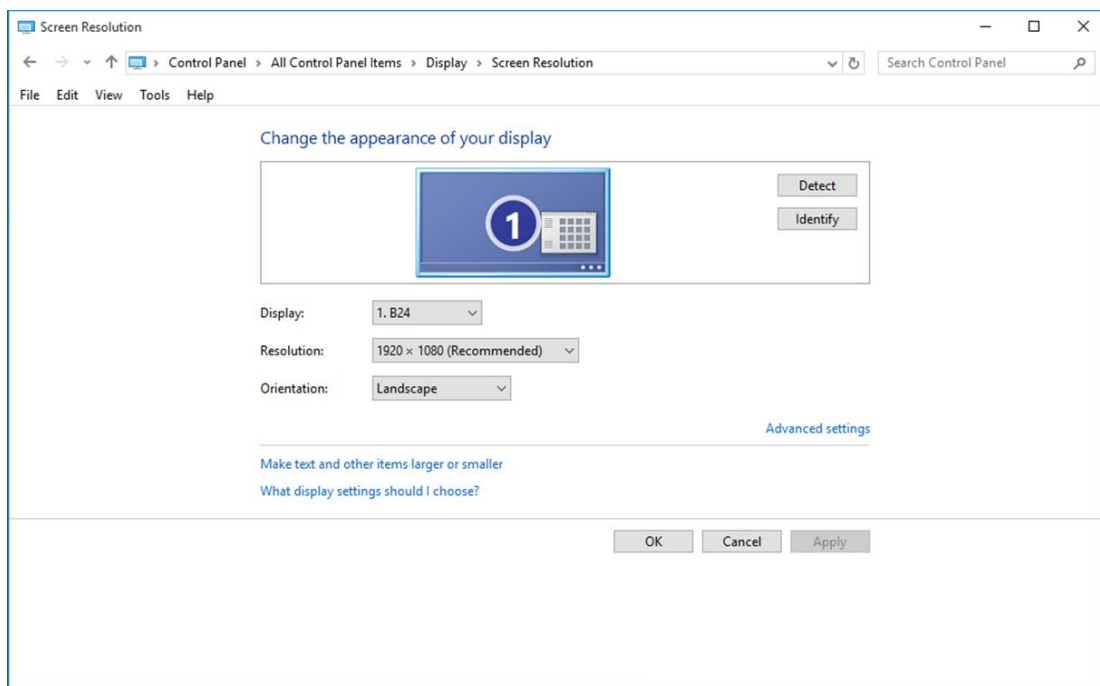 Screen Resolution
Control Panel > All Control Panel Items > Display > Screen Resolution
Search Control Panel
File Edit View Tools Help
Change the appearance of your display
1
Detect
Identify
Display: 1. B24
Resolution: 1920 × 1080 (Recommended)
Orientation: Landscape
Advanced settings
Make text and other items larger or smaller
What display settings should I choose?
OK Cancel Apply